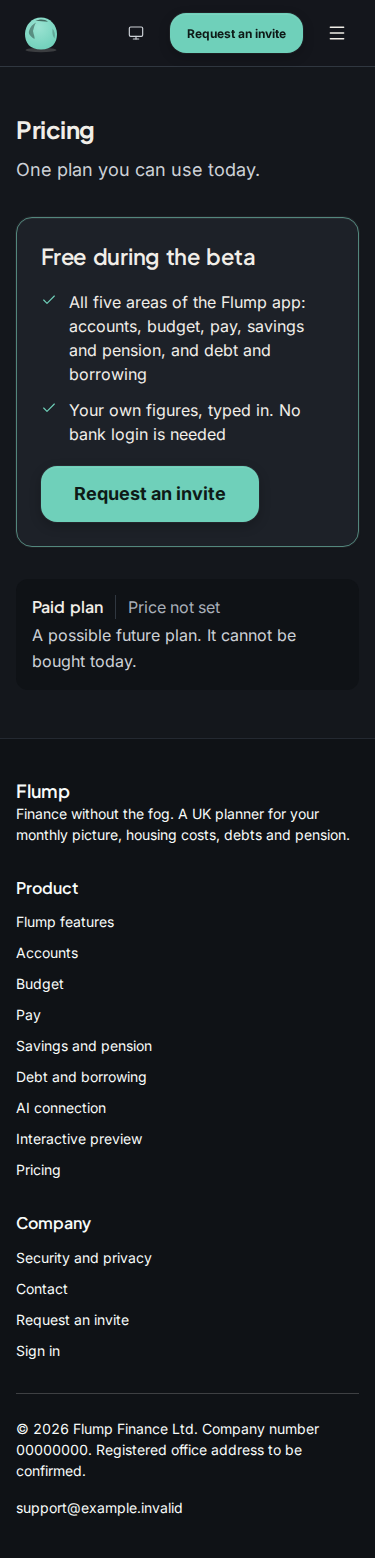 Request an invite
Pricing
One plan you can use today.
Free during the beta
All five areas of the Flump app:
accounts, budget, pay, savings
and pension, and debt and
borrowing
Your own figures, typed in. No
bank login is needed
Request an invite
Paid plan
Price not set
A possible future plan. It cannot be
bought today.
Flump
Finance without the fog. A UK planner for your
monthly picture, housing costs, debts and pension.
Product
Flump features
Accounts
Budget
Pay
Savings and pension
Debt and borrowing
AI connection
Interactive preview
Pricing
Company
Security and privacy
Contact
Request an invite
Sign in
© 2026 Flump Finance Ltd. Company number
00000000. Registered office address to be
confirmed.
support@example.invalid